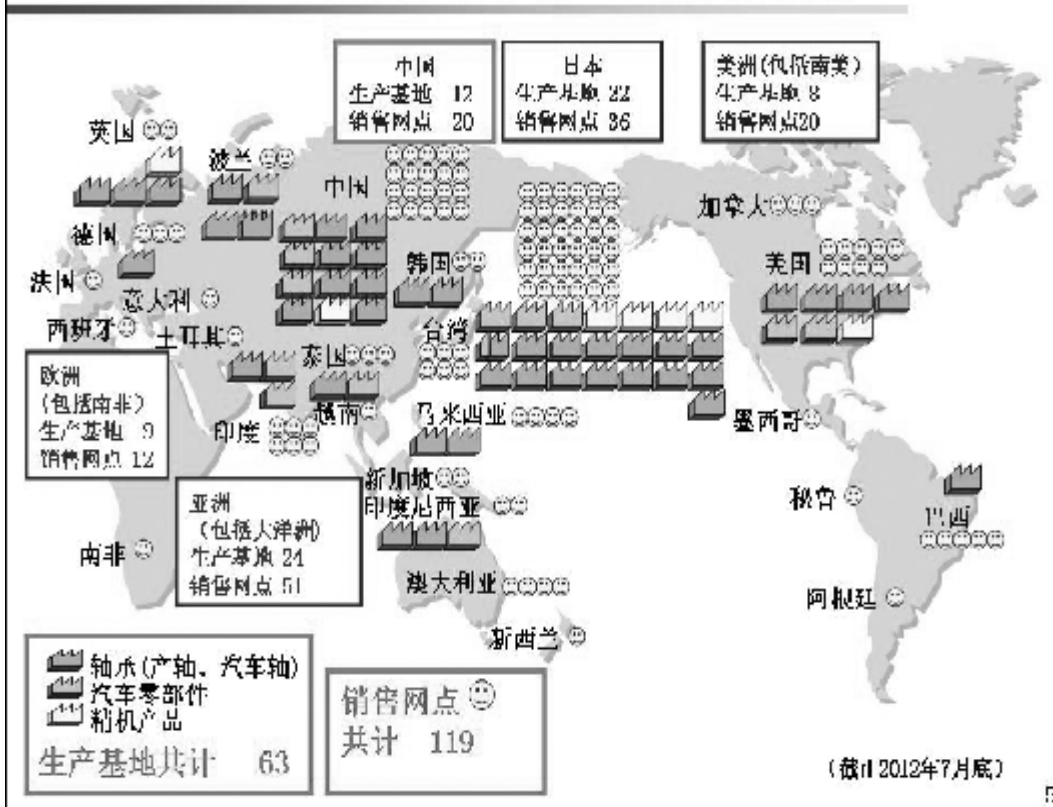 中国
生产基地 12
销售网点 20
日本
生产基地 22
销售网点 36
美洲(包括南美)
生产基地 8
销售网点20
英国
波兰
中国
加拿大
德国
韩国
美国
法国
意大利
西班牙
土耳其
泰国
台湾
欧洲
(包括南非)
生产基地 9
销售网点 12
越南
印度
马来西亚
墨西哥
新加坡
印度尼西亚
秘鲁
巴西
亚洲
(包括大洋洲)
生产基地 24
销售网点 51
南非
澳大利亚
阿根廷
新西兰
轴承(产轴、汽车轴)
汽车零部件
精机产品
生产基地共计 63
销售网点
共计 119
(截止2012年7月底)